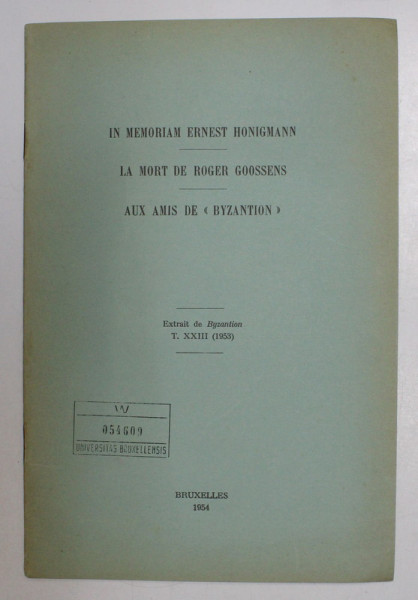 IN MEMORIAM ERNEST HONIGMANN
LA MORT DE ROGER GOOSSENS
AUX AMIS DE « BYZANTION »
Extrait de Byzantion
T. XXIII (1953)
054609
UNIVERSITAS BRUXELLENSIS
BRUXELLES
1954